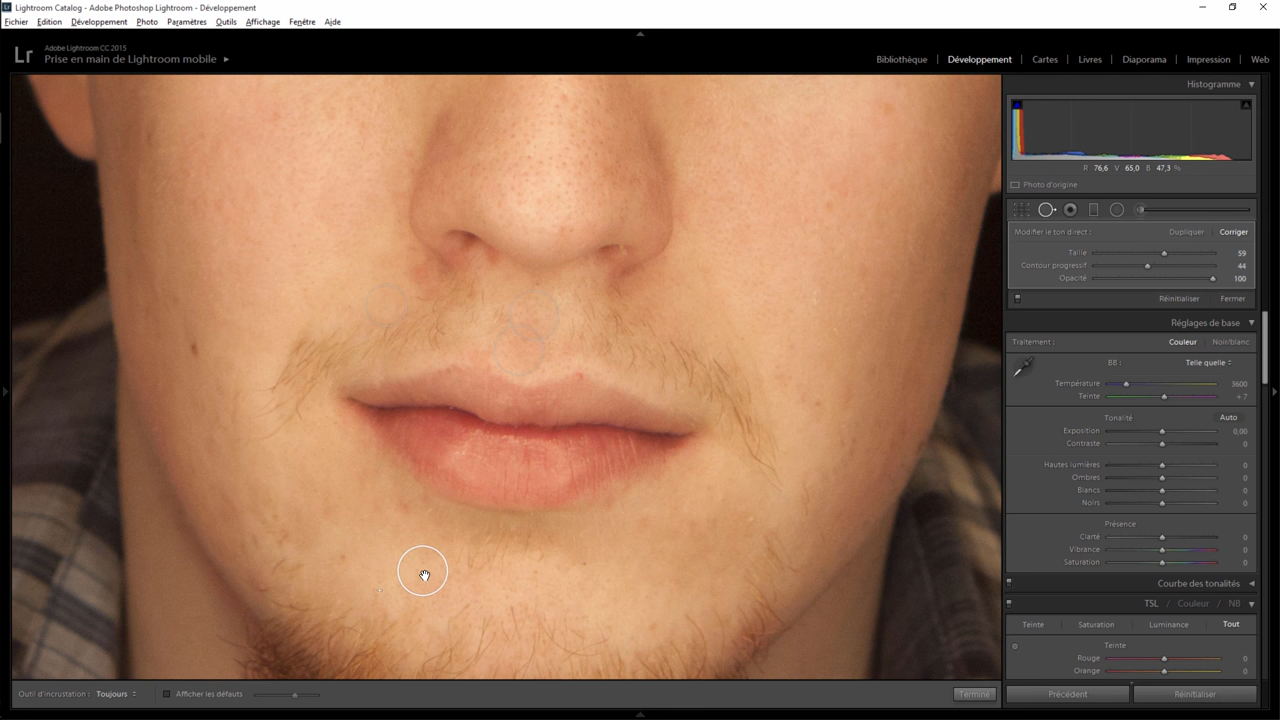 Lightroom Catalog - Adobe Photoshop Lightroom - Développement
Fichier Edition Développement Photo Paramètres Outils Affichage Fenêtre Aide
Lr
Adobe Lightroom CC 2015
Prise en main de Lightroom mobile
Bibliothèque | Développement | Cartes | Livres | Diaporama | Impression | Web
Histogramme
R 76,6 V 65,0 B 47,3 %
Photo d'origine
Modifier le ton direct : Dupliquer Corriger
Taille 59
Contour progressif 44
Opacité 100
Réinitialiser Fermer
Réglages de base
Traitement : Couleur Noir/blanc
BB : Telle quelle
Température 3600
Teinte + 7
Tonalité Auto
Exposition 0,00
Contraste 0
Hautes lumières 0
Ombres 0
Blancs 0
Noirs 0
Présence
Clarté 0
Vibrance 0
Saturation 0
Courbe des tonalités
TSL / Couleur / NB
Teinte Saturation Luminance Tout
Teinte
Rouge 0
Orange 0
Outil d'incrustation : Toujours Afficher les défauts Terminé
Précédent Réinitialiser